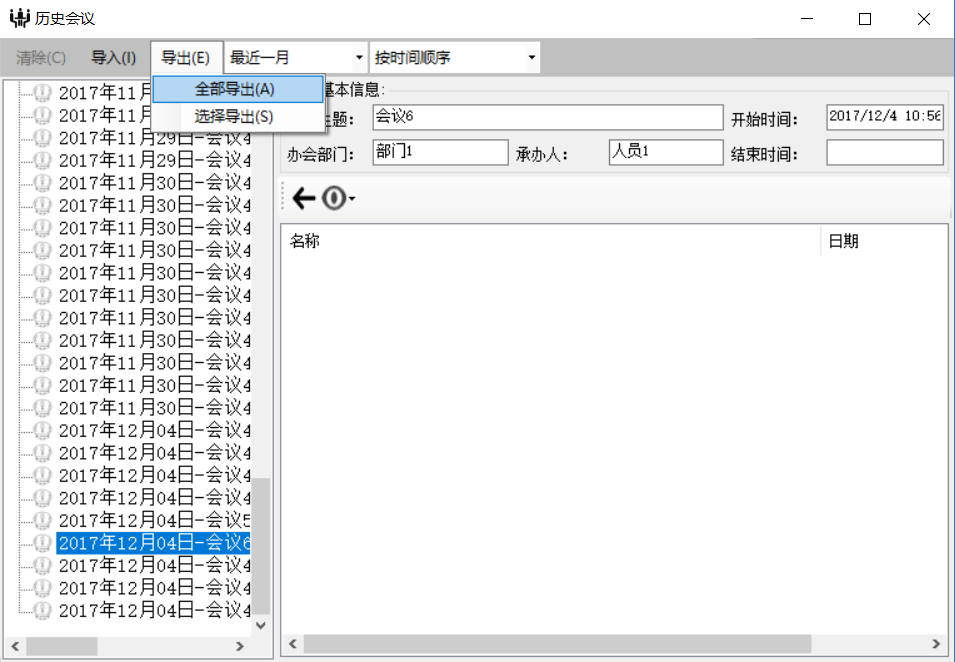 历史会议
清除(C) 导入(I) 导出(E) 最近一月 按时间顺序
全部导出(A)
选择导出(S)
2017年11月
2017年11月
2017年11月29日-会议4
2017年11月29日-会议4
2017年11月30日-会议4
2017年11月30日-会议4
2017年11月30日-会议4
2017年11月30日-会议4
2017年11月30日-会议4
2017年11月30日-会议4
2017年11月30日-会议4
2017年11月30日-会议4
2017年11月30日-会议4
2017年11月30日-会议4
2017年11月30日-会议4
2017年12月04日-会议4
2017年12月04日-会议4
2017年12月04日-会议4
2017年12月04日-会议4
2017年12月04日-会议5
2017年12月04日-会议6
2017年12月04日-会议4
2017年12月04日-会议4
2017年12月04日-会议4
基本信息:
主题: 会议6 开始时间: 2017/12/4 10:56
办会部门: 部门1 承办人: 人员1 结束时间:
名称 日期